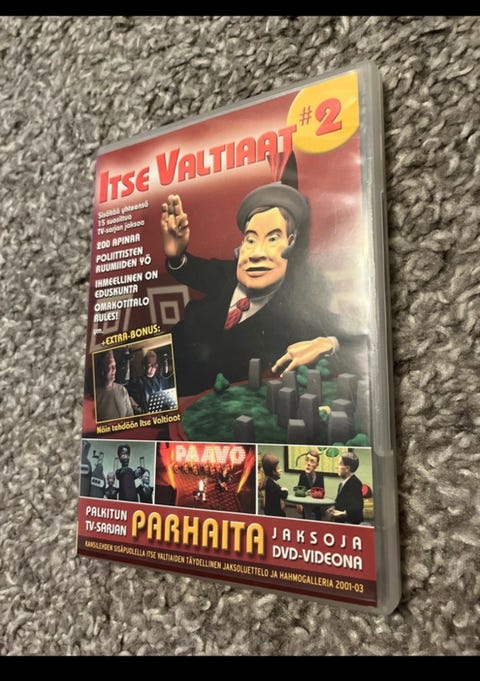 ITSE VALTIAAT #2
Sisältää yhteensä
15 suosittua
TV-sarjan jaksoa
200 APINAA
POLIITTISTEN
RUUMIIDEN YÖ
IHMEELLINEN ON
EDUSKUNTA
OMAKOTITALO
RULES!
ym.
+EXTRA-BONUS:
Näin tehdään Itse Valtiaat
PAAVO
PALKITUN
TV-SARJAN
PARHAITA
JAKSOJA
DVD-VIDEONA
KANSILEHDEN SISÄPUOLELLA ITSE VALTIAIDEN TÄYDELLINEN JAKSOLUETTELO JA HAHMOGALLERIA 2001-03